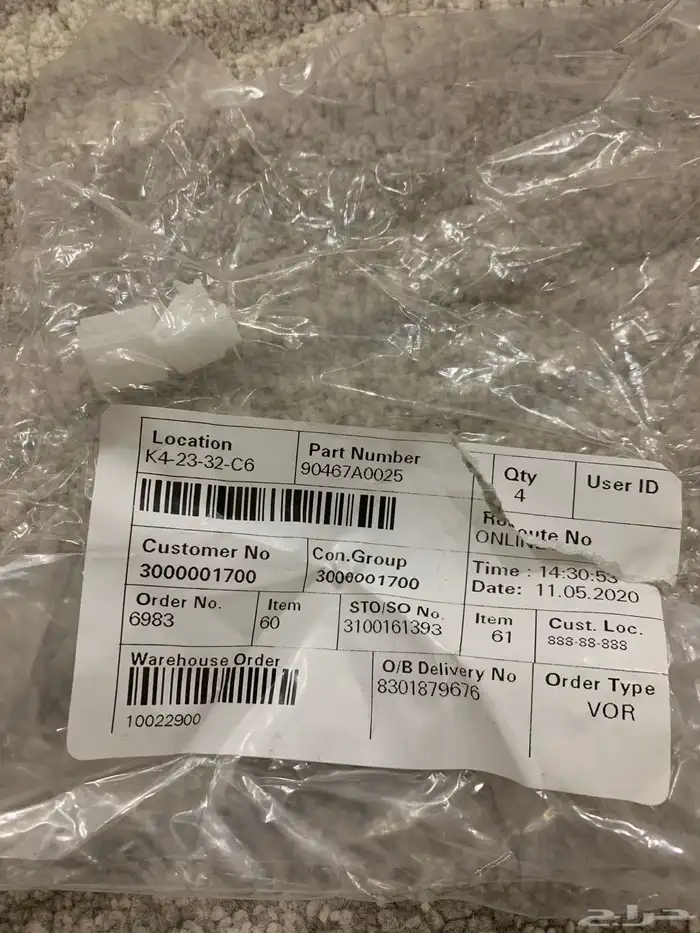 Location
K4-23-32-C6
Part Number
90467A0025
Qty
4
User ID
Route No
Time : 14:30:53
Date: 11.05.2020
Customer No
3000001700
Con.Group
3000001700
Order No.
6983
Item
60
STO/SO No.
3100161393
Item
61
Cust. Loc.
888-88-888
Warehouse Order
10022900
O/B Delivery No
8301879676
Order Type
VOR
حراج